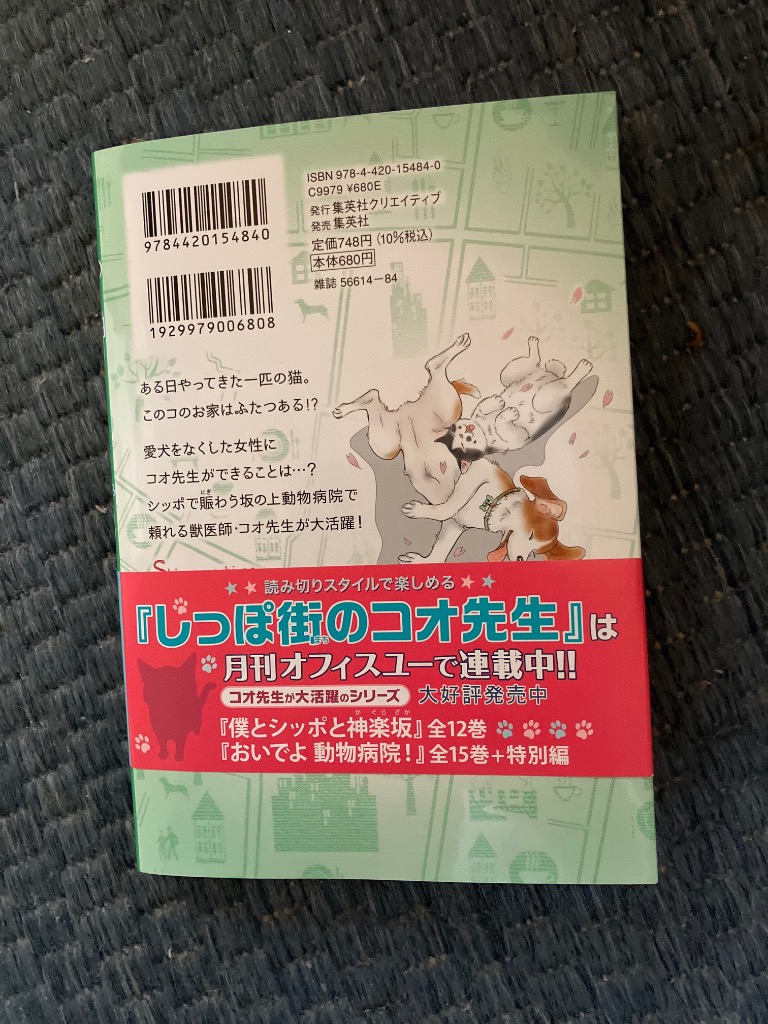 ISBN 978-4-420-15484-0
C9979 ¥680E
発行 集英社クリエイティブ
発売 集英社
定価748円(10%税込)
本体680円
雑誌 56614-84
9784420154840
1929979006808
ある日やってきた一匹の猫。
このコのお家はふたつある!?
愛犬をなくした女性に
コオ先生ができることは…?
シッポで賑わう坂の上動物病院で
にぎ
頼れる獣医師・コオ先生が大活躍!
★★読み切りスタイルで楽しめる★★
『しっぽ街のコオ先生』は
まち
月刊オフィスユーで連載中!!
コオ先生が大活躍のシリーズ 大好評発売中
かぐらざか
『僕とシッポと神楽坂』全12巻
『おいでよ 動物病院!』全15巻+特別編